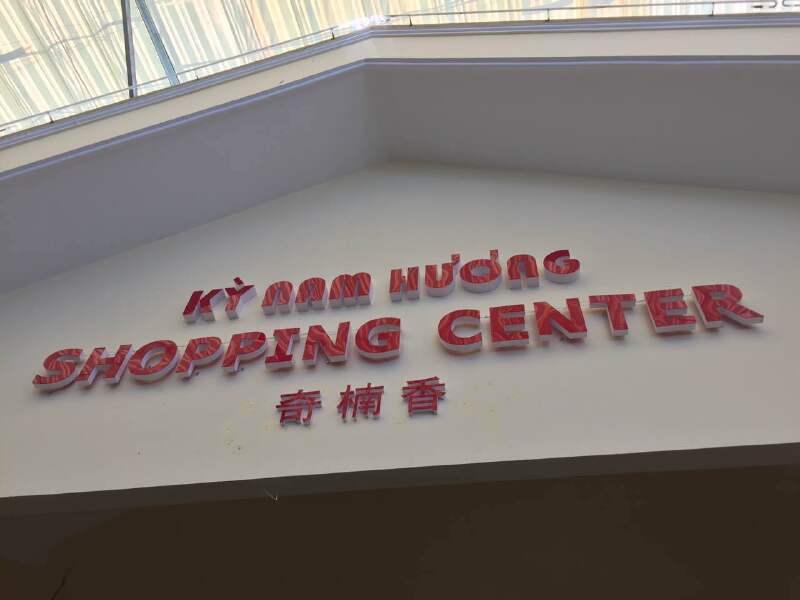 KỲ NAM HƯƠNG
SHOPPING CENTER
奇楠香